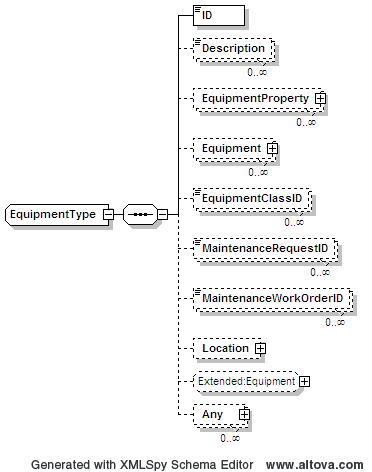 ID
Description
0..∞
EquipmentProperty
0..∞
Equipment
0..∞
EquipmentType
EquipmentClassID
0..∞
MaintenanceRequestID
0..∞
MaintenanceWorkOrderID
0..∞
Location
Extended:Equipment
Any
0..∞
Generated with XMLSpy Schema Editor www.altova.com